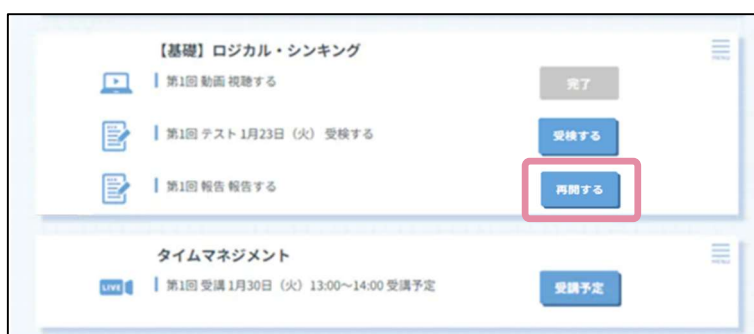 【基礎】ロジカル・シンキング
MENU
第1回 動画 視聴する
完了
第1回 テスト 1月23日（火） 受検する
受検する
第1回 報告 報告する
再開する
タイムマネジメント
MENU
LIVE
第1回 受講 1月30日（火）13:00～14:00 受講予定
受講予定